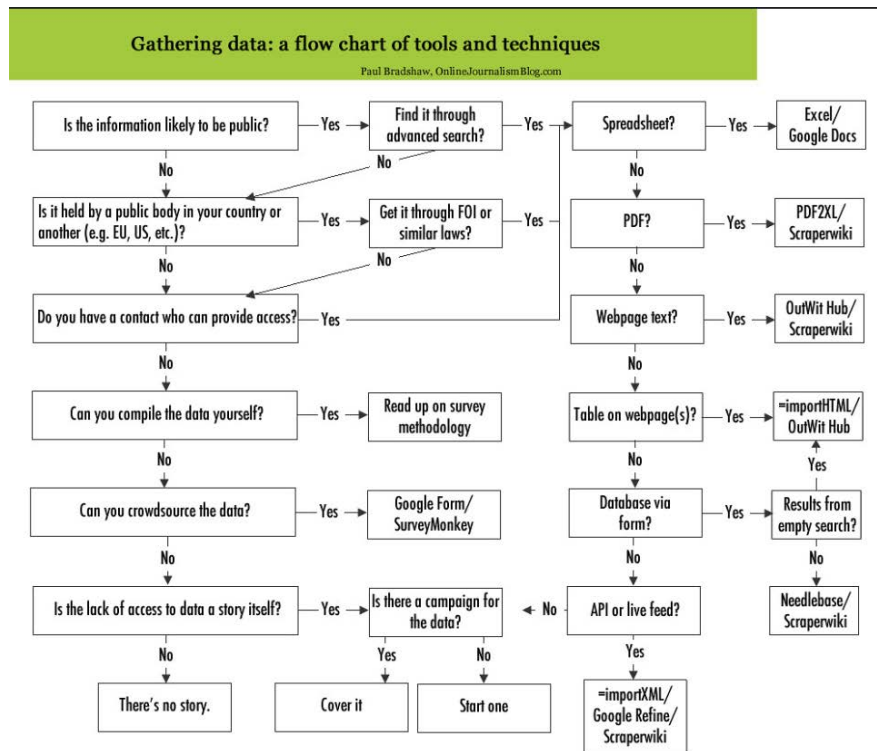 Gathering data: a flow chart of tools and techniques
Paul Bradshaw, OnlineJournalismBlog.com
Is the information likely to be public?
Yes
Find it through
advanced search?
Yes
Spreadsheet?
Yes
Excel/
Google Docs
No
No
No
Is it held by a public body in your country or
another (e.g. EU, US, etc.)?
Yes
Get it through FOI or
similar laws?
Yes
PDF?
Yes
PDF2XL/
Scraperwiki
No
No
No
Do you have a contact who can provide access?
Yes
Webpage text?
Yes
OutWit Hub/
Scraperwiki
No
No
Can you compile the data yourself?
Yes
Read up on survey
methodology
Table on webpage(s)?
Yes
=importHTML/
OutWit Hub
No
No
Yes
Can you crowdsource the data?
Yes
Google Form/
SurveyMonkey
Database via
form?
Yes
Results from
empty search?
No
No
No
Is the lack of access to data a story itself?
Yes
Is there a campaign for
the data?
No
API or live feed?
Needlebase/
Scraperwiki
No
Yes
No
Yes
There's no story.
Cover it
Start one
=importXML/
Google Refine/
Scraperwiki